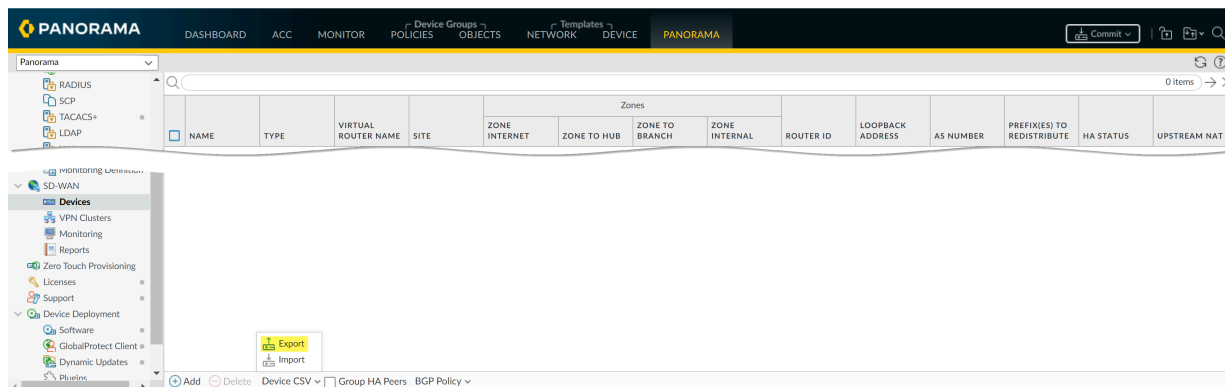 PANORAMA
DASHBOARD ACC MONITOR Device Groups POLICIES OBJECTS Templates NETWORK DEVICE PANORAMA Commit
Panorama
0 items
RADIUS
SCP
TACACS+
LDAP
Zones
NAME TYPE VIRTUAL ROUTER NAME SITE ZONE INTERNET ZONE TO HUB ZONE TO BRANCH ZONE INTERNAL ROUTER ID LOOPBACK ADDRESS AS NUMBER PREFIX(ES) TO REDISTRIBUTE HA STATUS UPSTREAM NAT
Monitoring Definition
SD-WAN
Devices
VPN Clusters
Monitoring
Reports
Zero Touch Provisioning
Licenses
Support
Device Deployment
Software
GlobalProtect Client
Dynamic Updates
Plugins
Export
Import
Add Delete Device CSV Group HA Peers BGP Policy